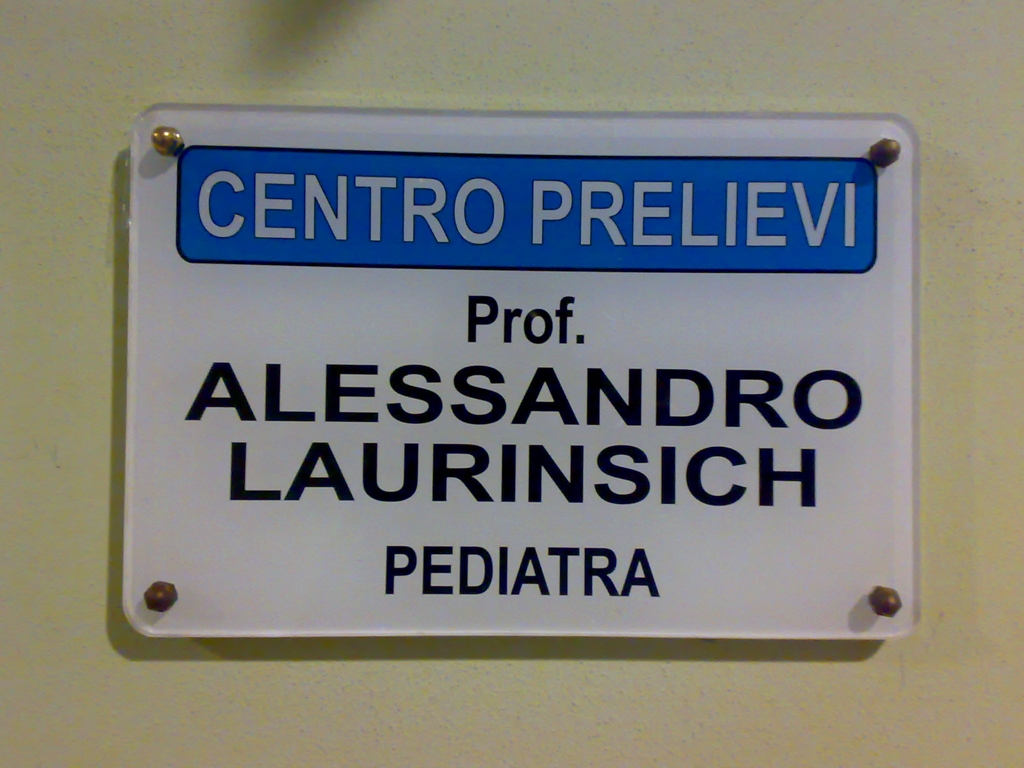 CENTRO PRELIEVI
Prof.
ALESSANDRO
LAURINSICH
PEDIATRA